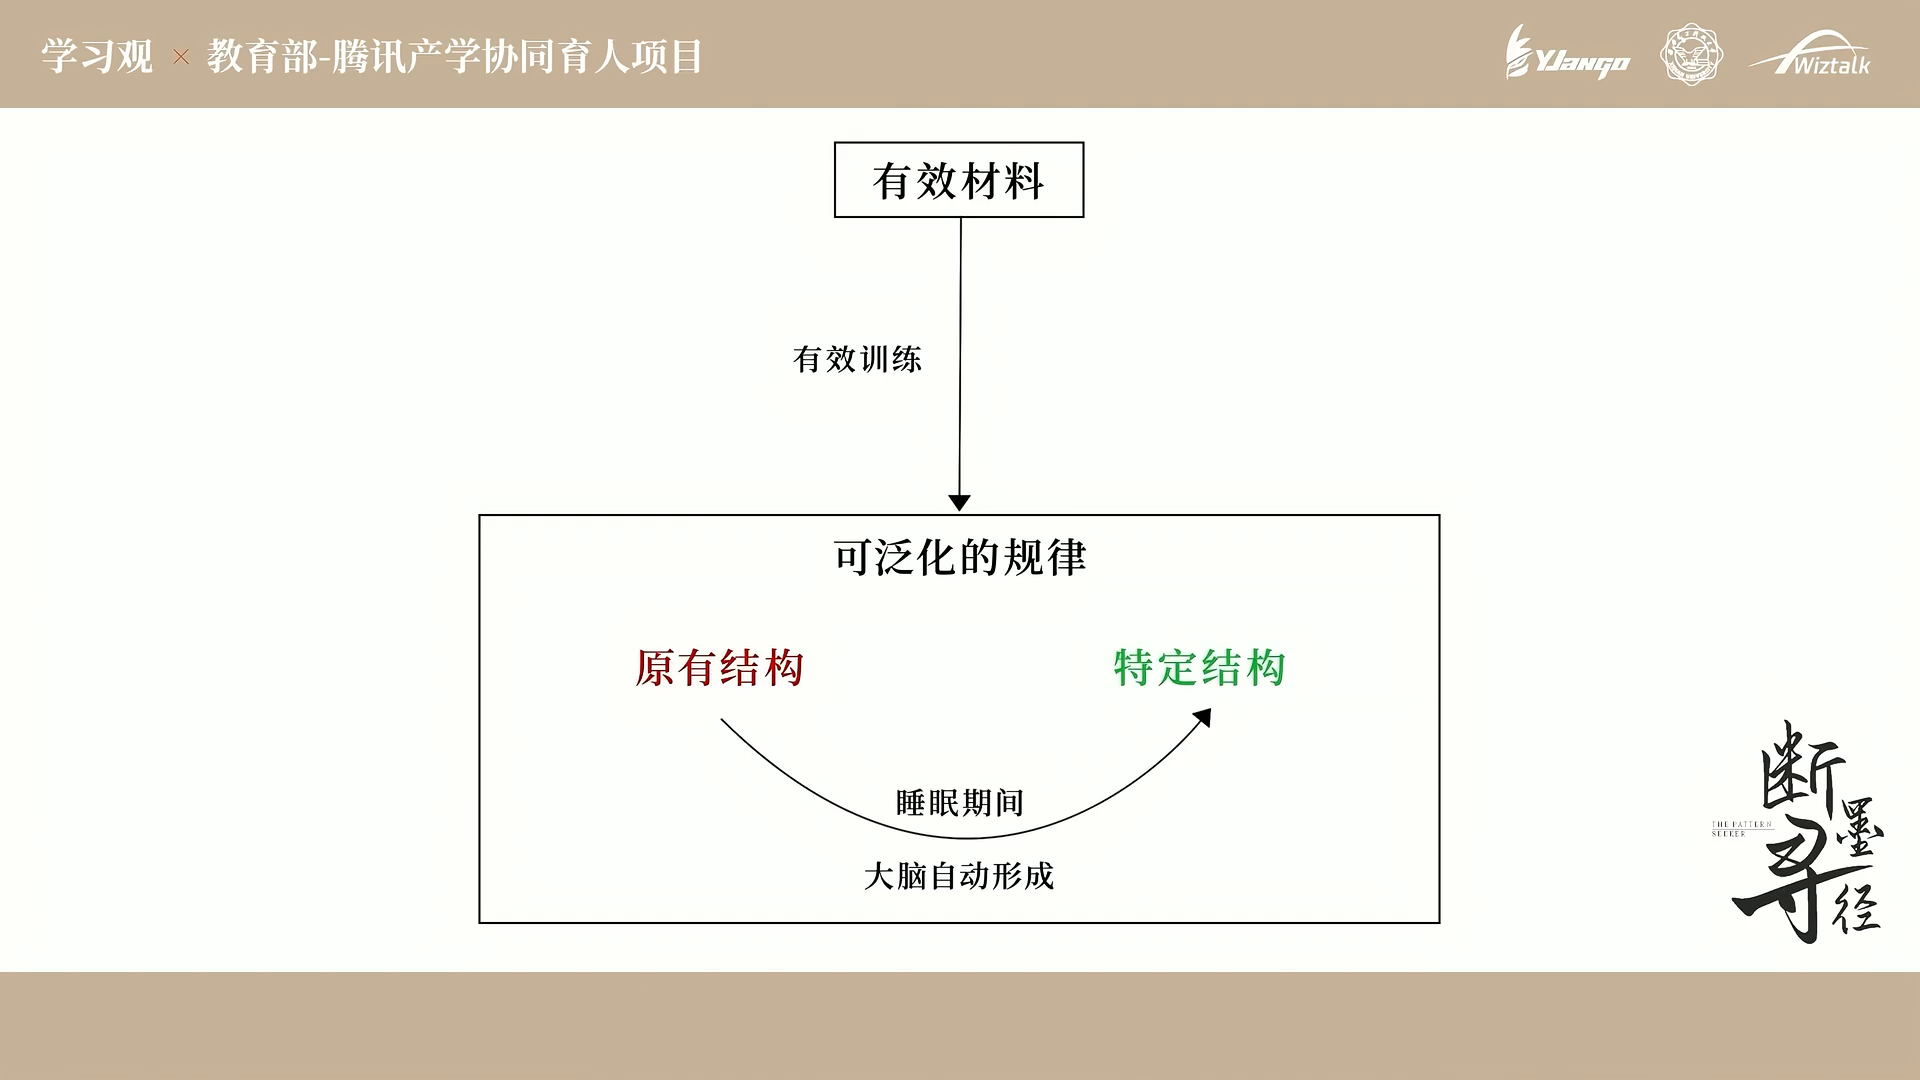 学习观 × 教育部-腾讯产学协同育人项目
YJango
Wiztalk
有效材料
有效训练
可泛化的规律
原有结构
特定结构
睡眠期间
大脑自动形成
断墨寻径
THE PATTERN
SEEKER